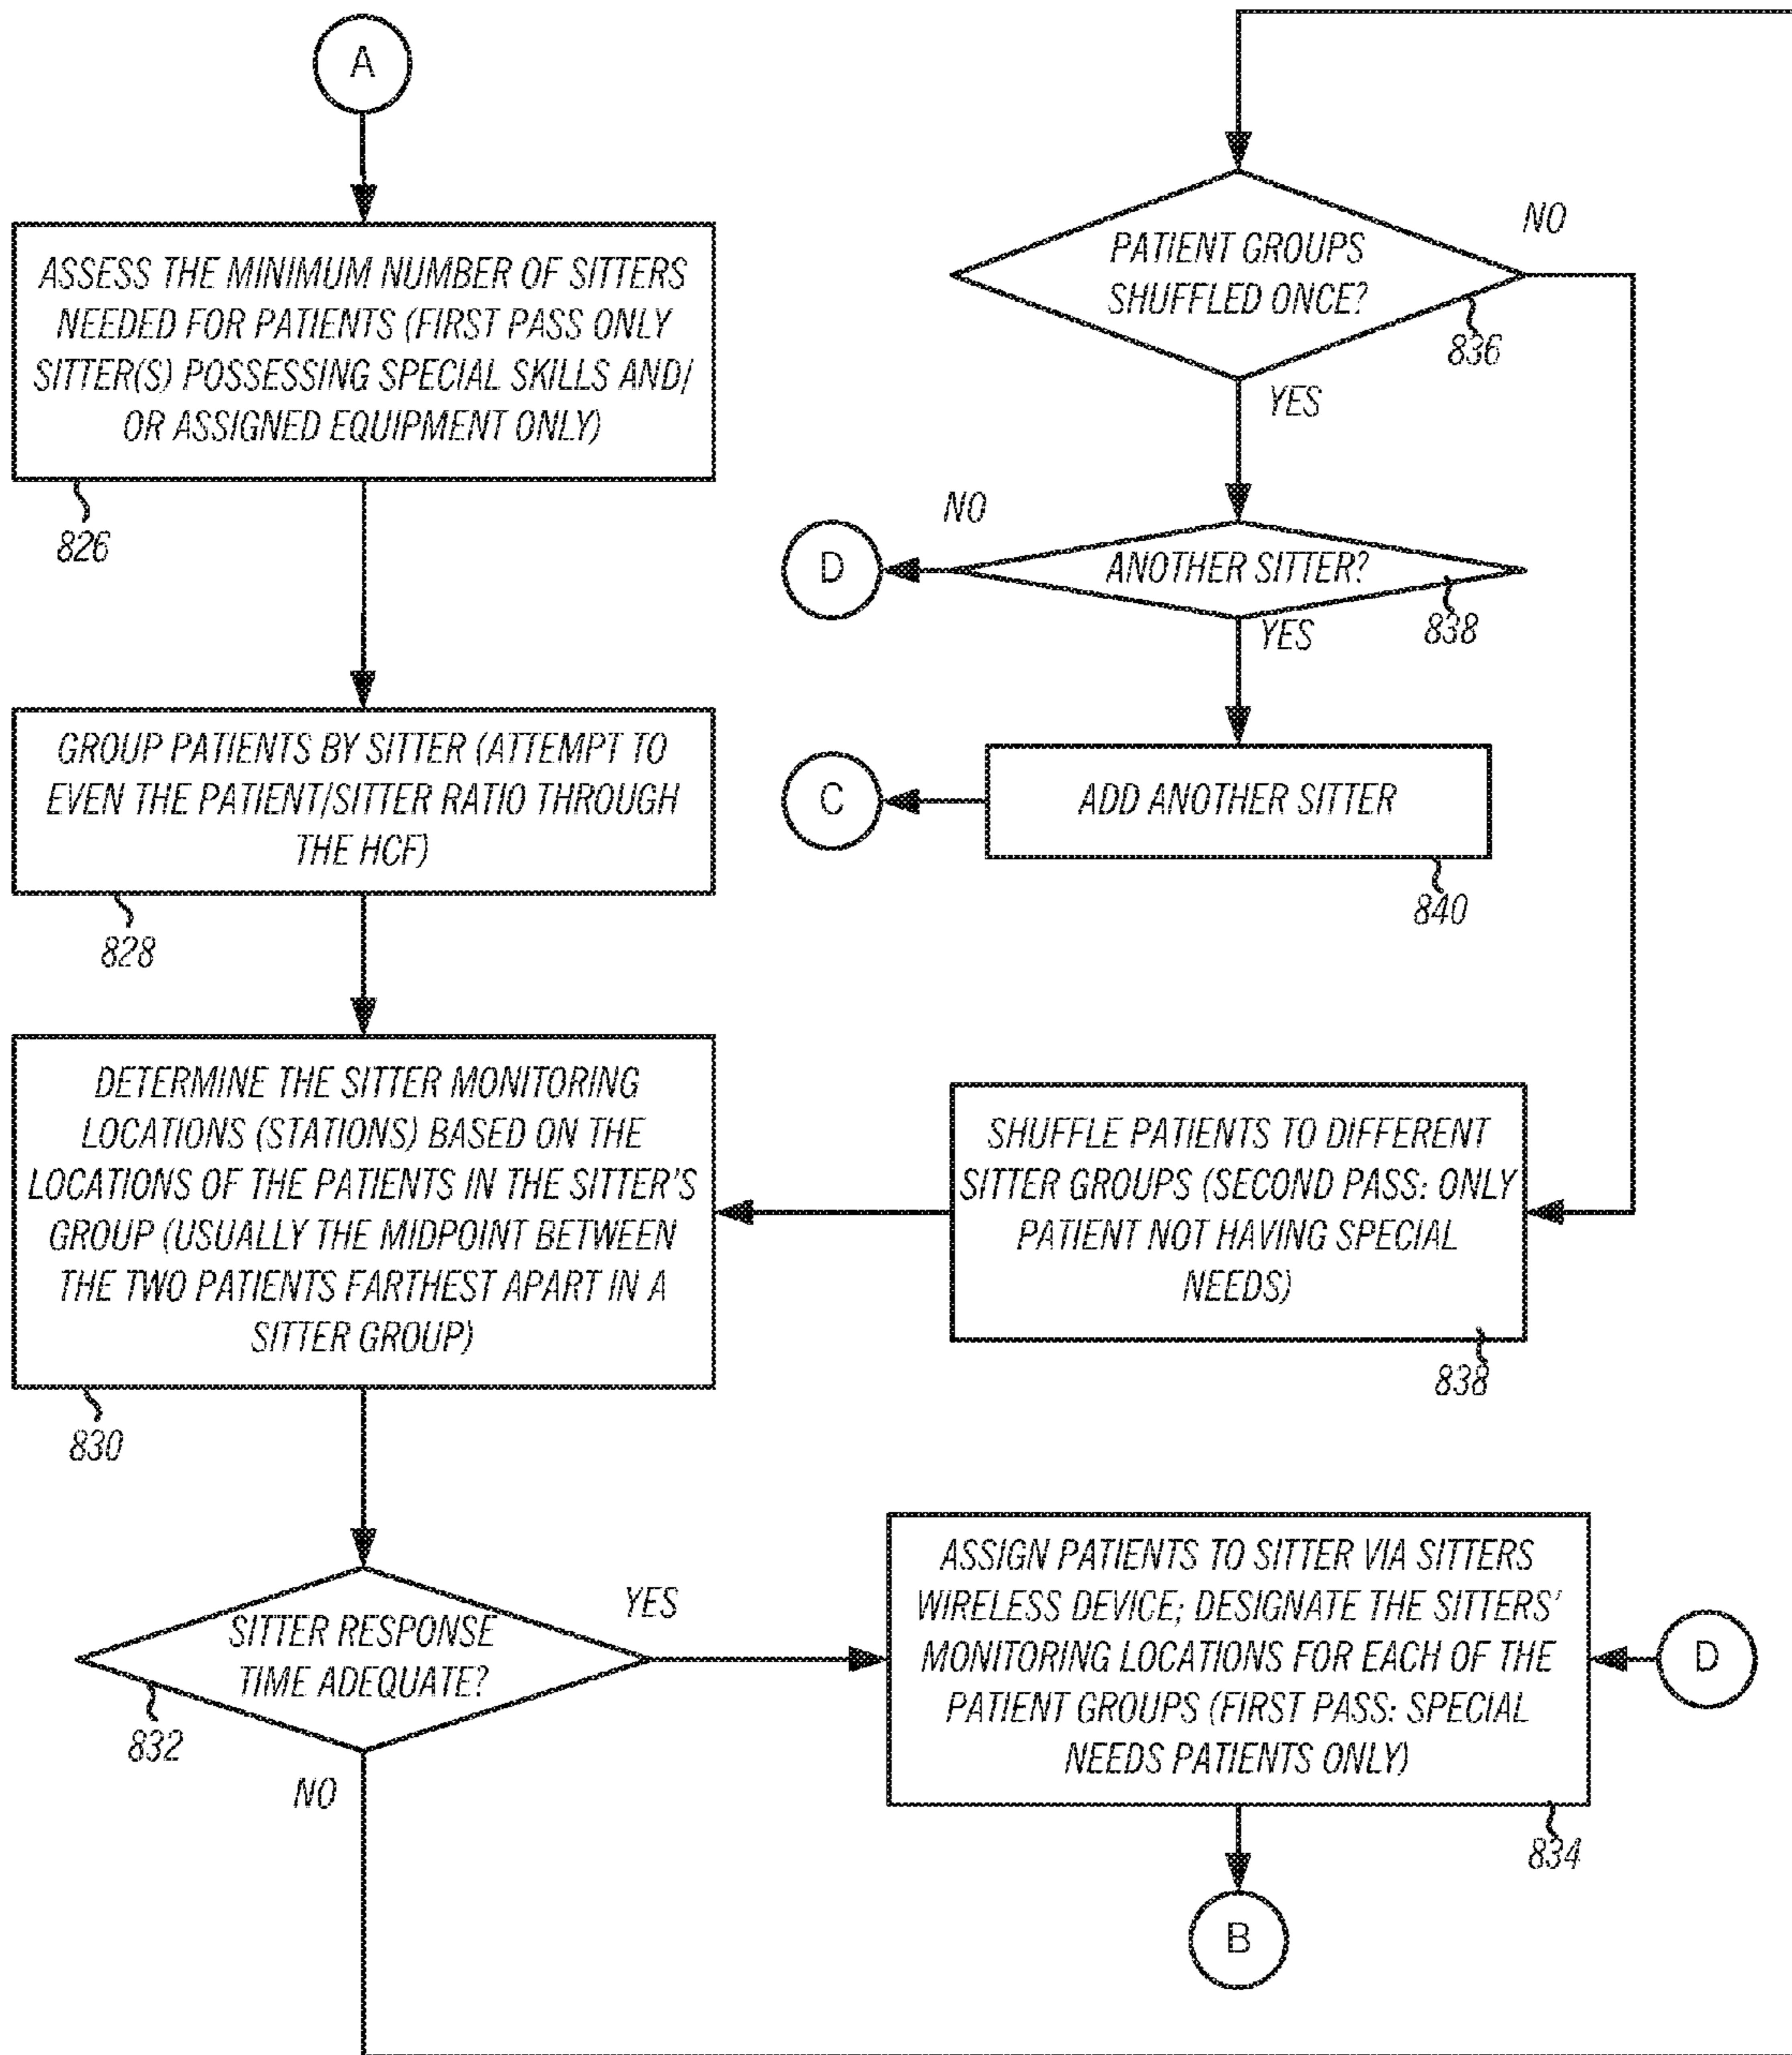 A
ASSESS THE MINIMUM NUMBER OF SITTERS
NEEDED FOR PATIENTS (FIRST PASS ONLY
SITTER(S) POSSESSING SPECIAL SKILLS AND/
OR ASSIGNED EQUIPMENT ONLY)
826
GROUP PATIENTS BY SITTER (ATTEMPT TO
EVEN THE PATIENT/SITTER RATIO THROUGH
THE HCF)
828
DETERMINE THE SITTER MONITORING
LOCATIONS (STATIONS) BASED ON THE
LOCATIONS OF THE PATIENTS IN THE SITTER'S
GROUP (USUALLY THE MIDPOINT BETWEEN
THE TWO PATIENTS FARTHEST APART IN A
SITTER GROUP)
830
SITTER RESPONSE
TIME ADEQUATE?
832
YES
NO
PATIENT GROUPS
SHUFFLED ONCE?
836
NO
YES
ANOTHER SITTER?
838
NO
D
YES
ADD ANOTHER SITTER
840
C
SHUFFLE PATIENTS TO DIFFERENT
SITTER GROUPS (SECOND PASS: ONLY
PATIENT NOT HAVING SPECIAL
NEEDS)
838
ASSIGN PATIENTS TO SITTER VIA SITTERS
WIRELESS DEVICE; DESIGNATE THE SITTERS'
MONITORING LOCATIONS FOR EACH OF THE
PATIENT GROUPS (FIRST PASS: SPECIAL
NEEDS PATIENTS ONLY)
834
D
B